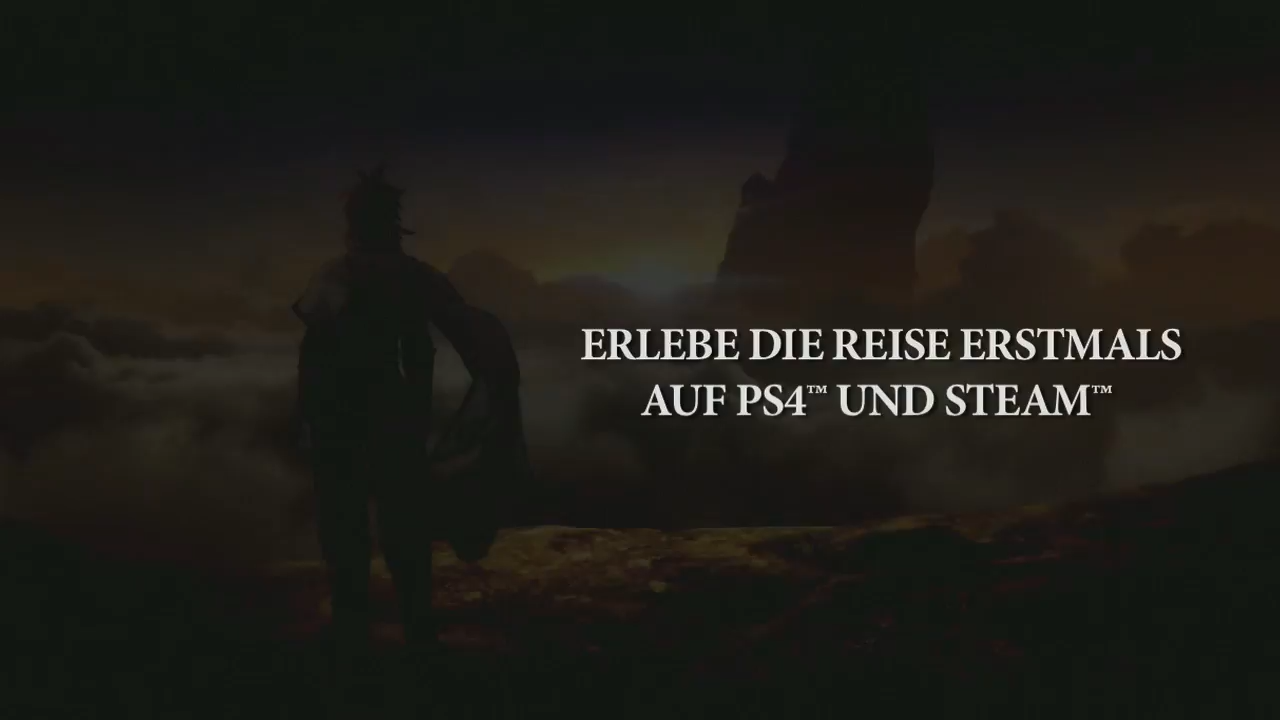 ERLEBE DIE REISE ERSTMALS
AUF PS4™ UND STEAM™